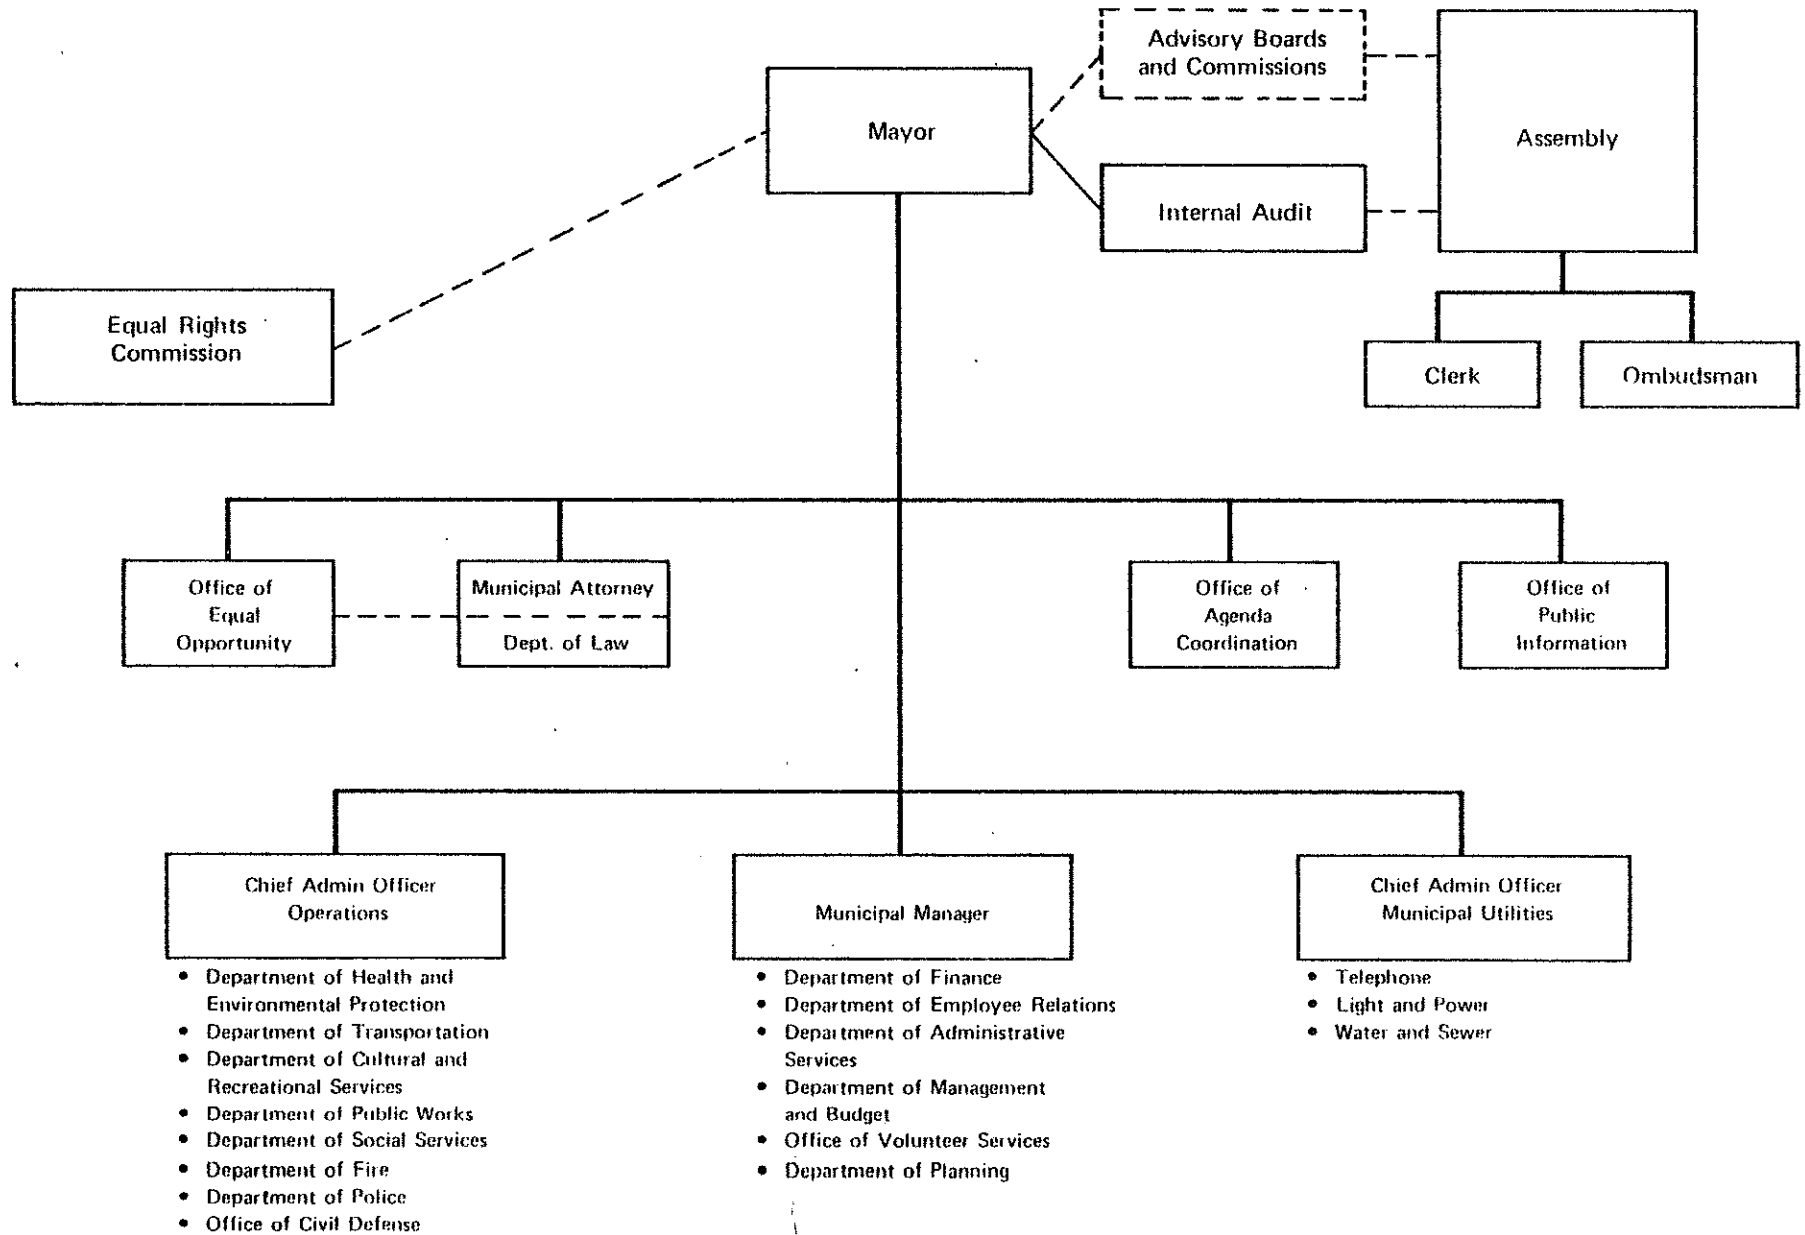 Advisory Boards
and Commissions
Mayor
Assembly
Internal Audit
Equal Rights
Commission
Clerk
Ombudsman
Office of
Equal
Opportunity
Municipal Attorney
Dept. of Law
Office of
Agenda
Coordination
Office of
Public
Information
Chief Admin Officer
Operations
• Department of Health and
Environmental Protection
• Department of Transportation
• Department of Cultural and
Recreational Services
• Department of Public Works
• Department of Social Services
• Department of Fire
• Department of Police
• Office of Civil Defense
Municipal Manager
• Department of Finance
• Department of Employee Relations
• Department of Administrative
Services
• Department of Management
and Budget
• Office of Volunteer Services
• Department of Planning
Chief Admin Officer
Municipal Utilities
• Telephone
• Light and Power
• Water and Sewer